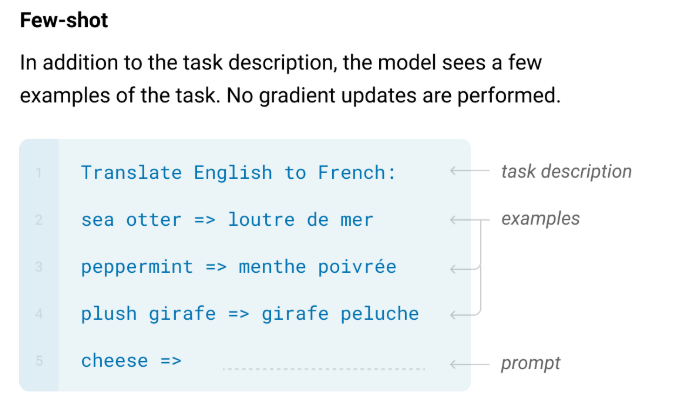 Few-shot
In addition to the task description, the model sees a few
examples of the task. No gradient updates are performed.
1 Translate English to French: task description
2 sea otter => loutre de mer examples
3 peppermint => menthe poivrée
4 plush girafe => girafe peluche
5 cheese => prompt